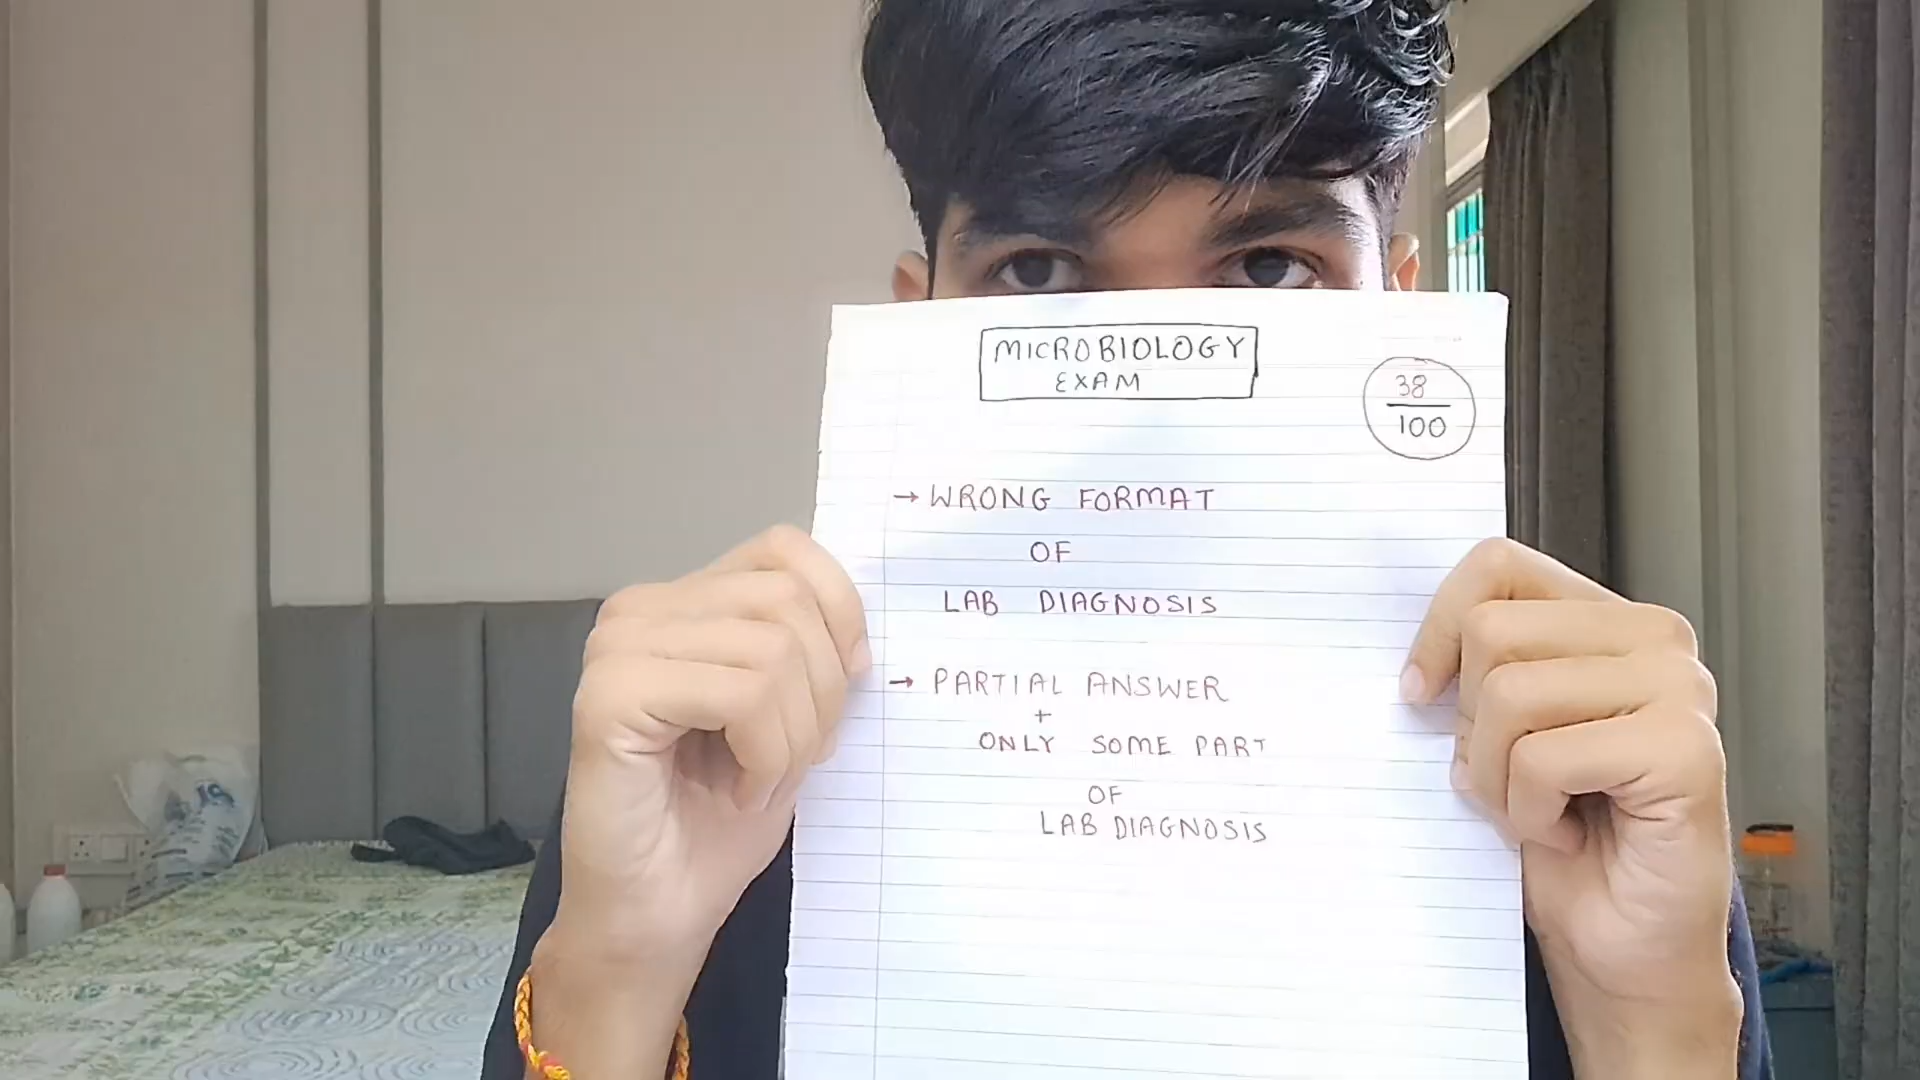 MICROBIOLOGY
EXAM
38
100
→ WRONG FORMAT
OF
LAB DIAGNOSIS
→ PARTIAL ANSWER
+
ONLY SOME PART
OF
LAB DIAGNOSIS